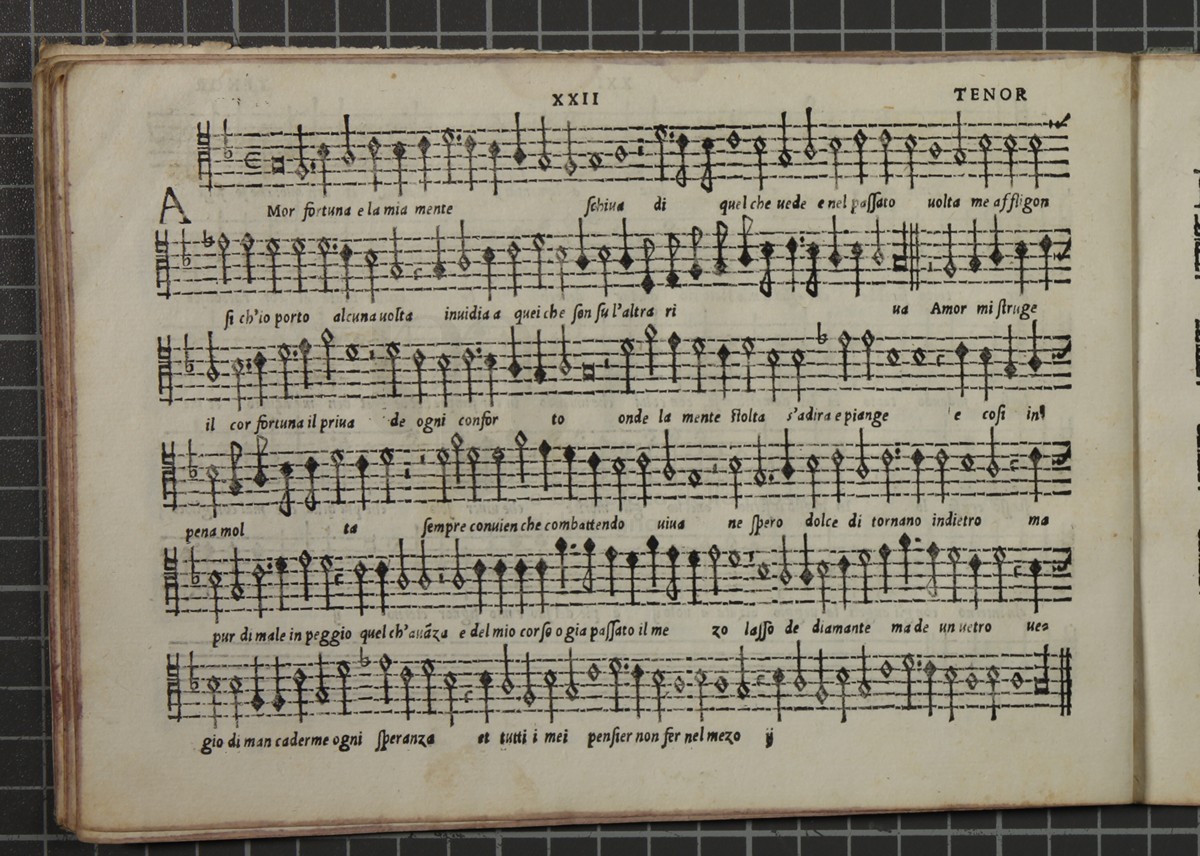 XXII
TENOR
AMor fortuna e la mia mente ſchiua di quel che uede e nel paſſato uolta me affligon
ſi ch'io porto alcuna uolta inuidia a quei che ſon ſu l'altra ri ua Amor mi ſtruge
il cor fortuna il priua de ogni confor to onde la mente ſtolta s'adira e piange e coſi in
pena mol ta ſempre conuien che combattendo uiua ne ſpero dolce di tornano indietro ma
pur di male in peggio quel ch'auãza e del mio corſo o gia paſſato il me zo laſſo de diamante ma de un uetro ueg
gio di man caderme ogni ſperanza et tutti i mei penſier non fer nel mezo ij